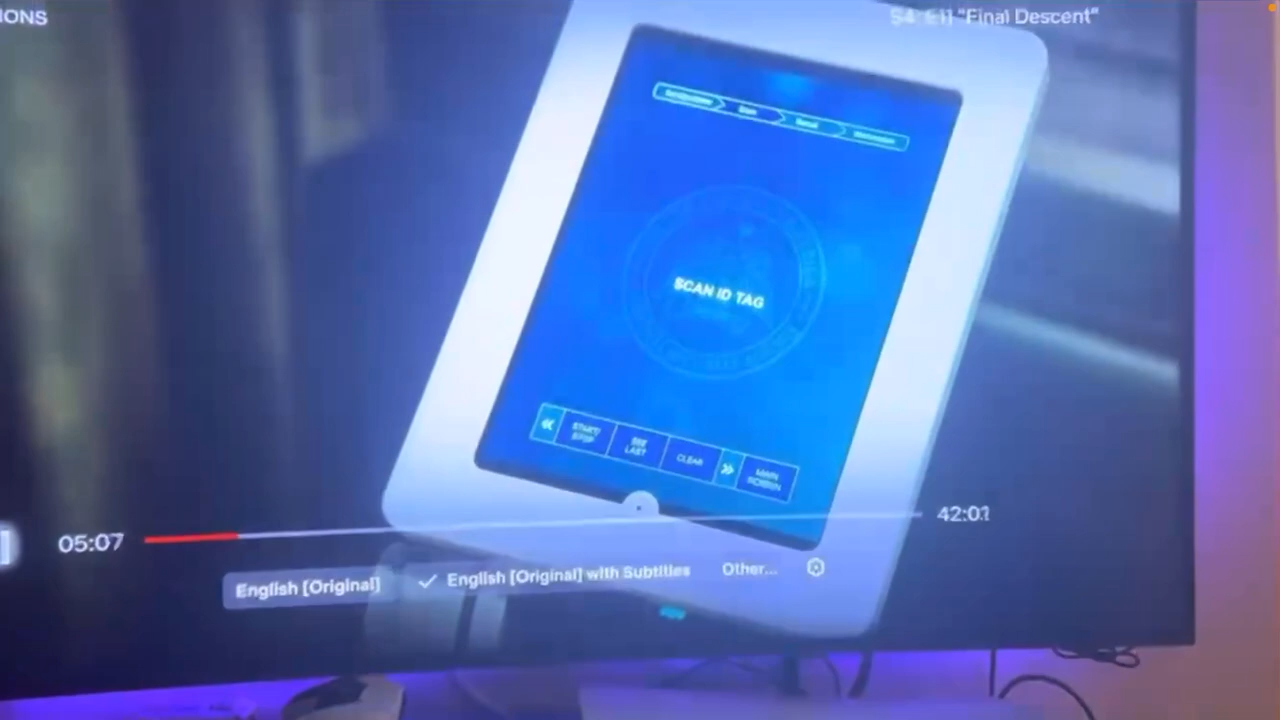 IONS
S4 E11 "Final Descent"
SCAN ID TAG
START/
STOP
SEE
LAST
CLEAR
MAIN
SCREEN
05:07
42:01
English [Original]
English [Original] with Subtitles
Other...